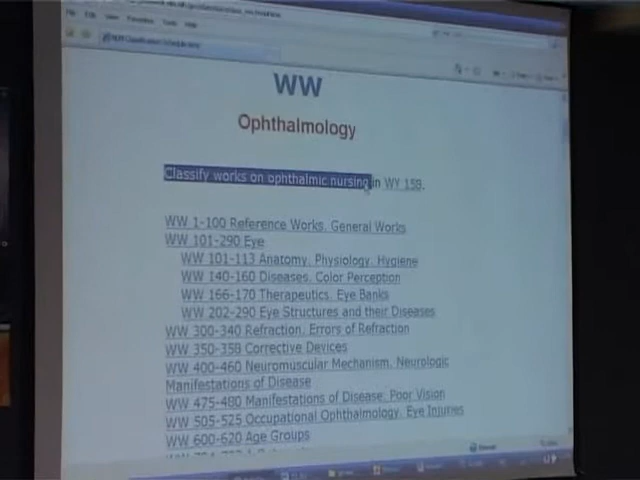 WW
Ophthalmology
Classify works on ophthalmic nursing in WY 158.
WW 1-100 Reference Works. General Works
WW 101-290 Eye
WW 101-113 Anatomy. Physiology. Hygiene
WW 140-160 Diseases. Color Perception
WW 166-170 Therapeutics. Eye Banks
WW 202-290 Eye Structures and their Diseases
WW 300-340 Refraction. Errors of Refraction
WW 350-358 Corrective Devices
WW 400-460 Neuromuscular Mechanism. Neurologic
Manifestations of Disease
WW 475-480 Manifestations of Disease. Poor Vision
WW 505-525 Occupational Ophthalmology. Eye Injuries
WW 600-620 Age Groups